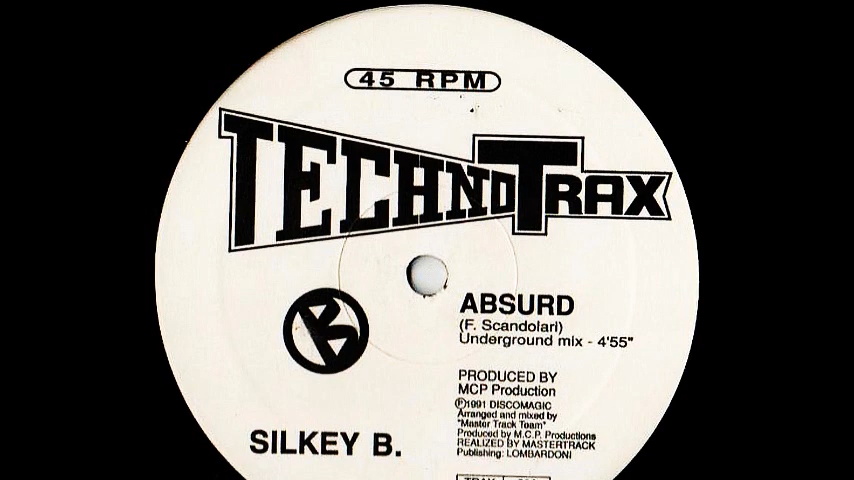 45 RPM
TECHNOTRAX
B
ABSURD
(F. Scandolari)
Underground mix - 4'55"
PRODUCED BY
MCP Production
℗1991 DISCOMAGIC
Arranged and mixed by
"Master Track Team"
Produced by M.C.P. Productions
REALIZED BY MASTERTRACK
Publishing: LOMBARDONI
SILKEY B.